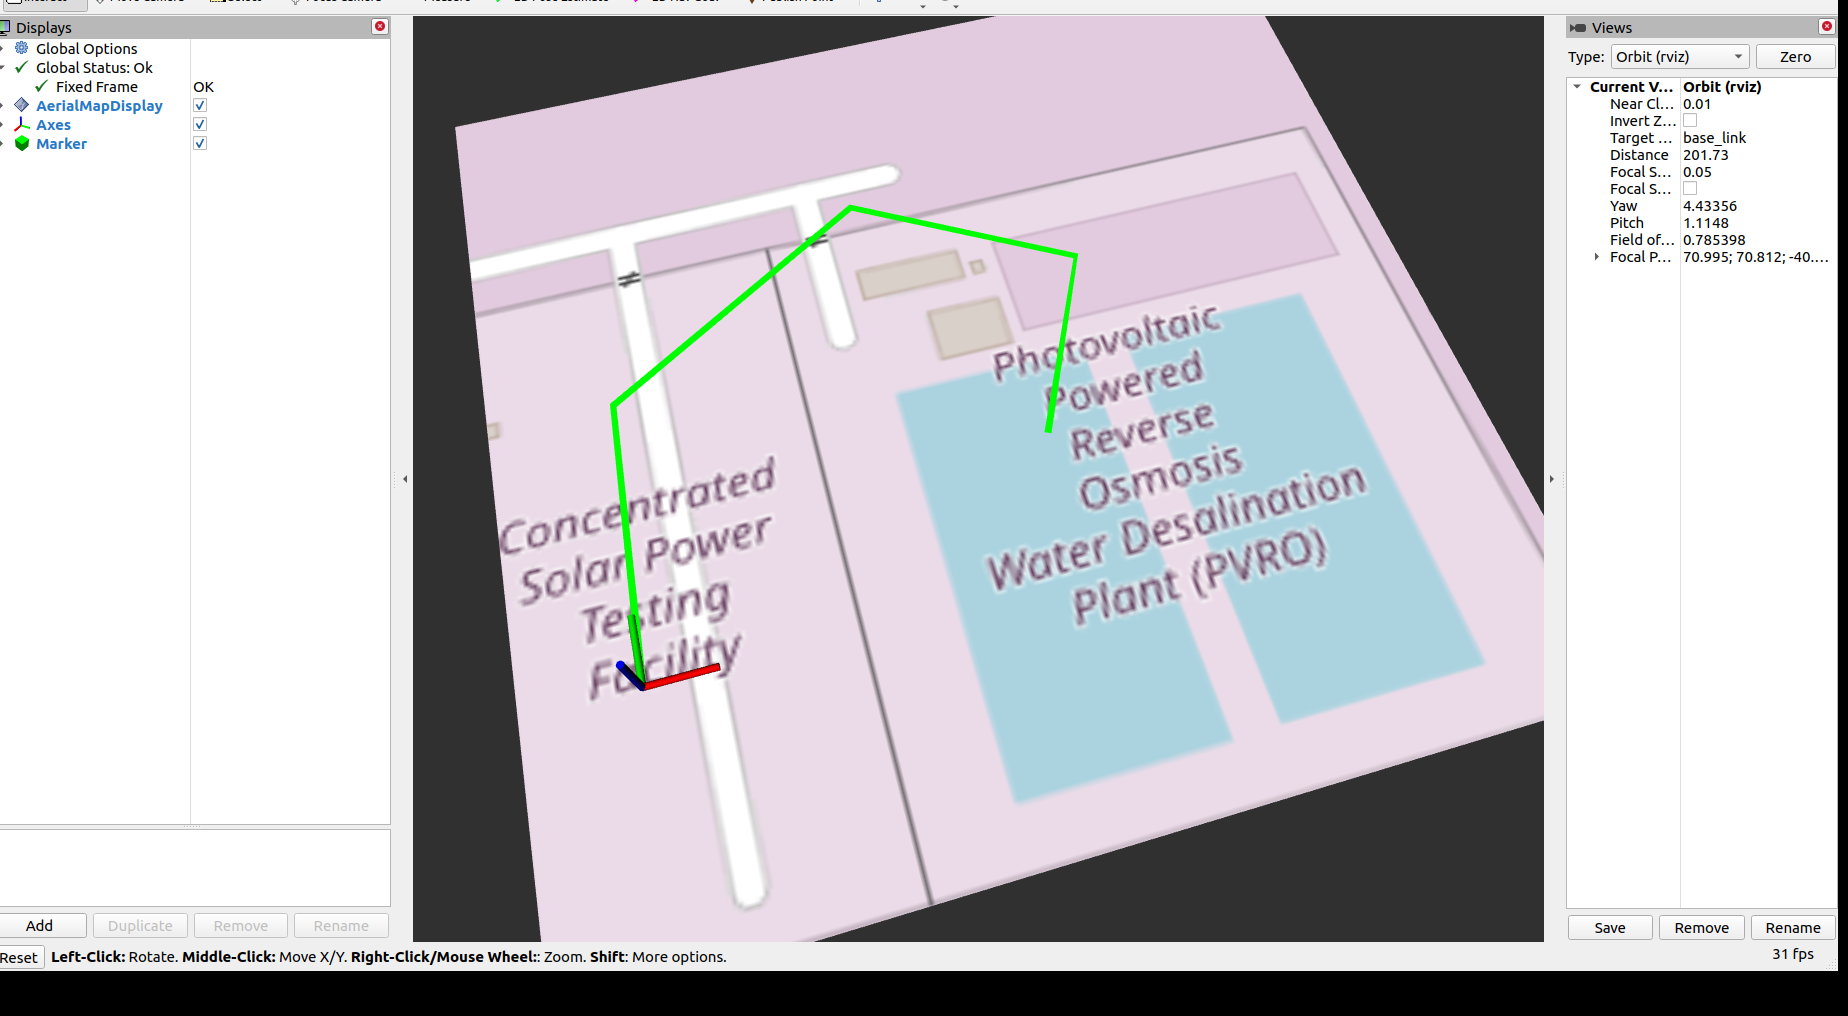 Displays
Global Options
Global Status: Ok
Fixed Frame OK
AerialMapDisplay
Axes
Marker
Add
Duplicate
Remove
Rename
Concentrated
Solar Power
Testing
Facility
Photovoltaic
Powered
Reverse
Osmosis
Water Desalination
Plant (PVRO)
Views
Type: Orbit (rviz) Zero
Current V... Orbit (rviz)
Near Cl... 0.01
Invert Z...
Target ... base_link
Distance 201.73
Focal S... 0.05
Focal S...
Yaw 4.43356
Pitch 1.1148
Field of... 0.785398
Focal P... 70.995; 70.812; -40....
Save
Remove
Rename
Reset Left-Click: Rotate. Middle-Click: Move X/Y. Right-Click/Mouse Wheel:: Zoom. Shift: More options.
31 fps